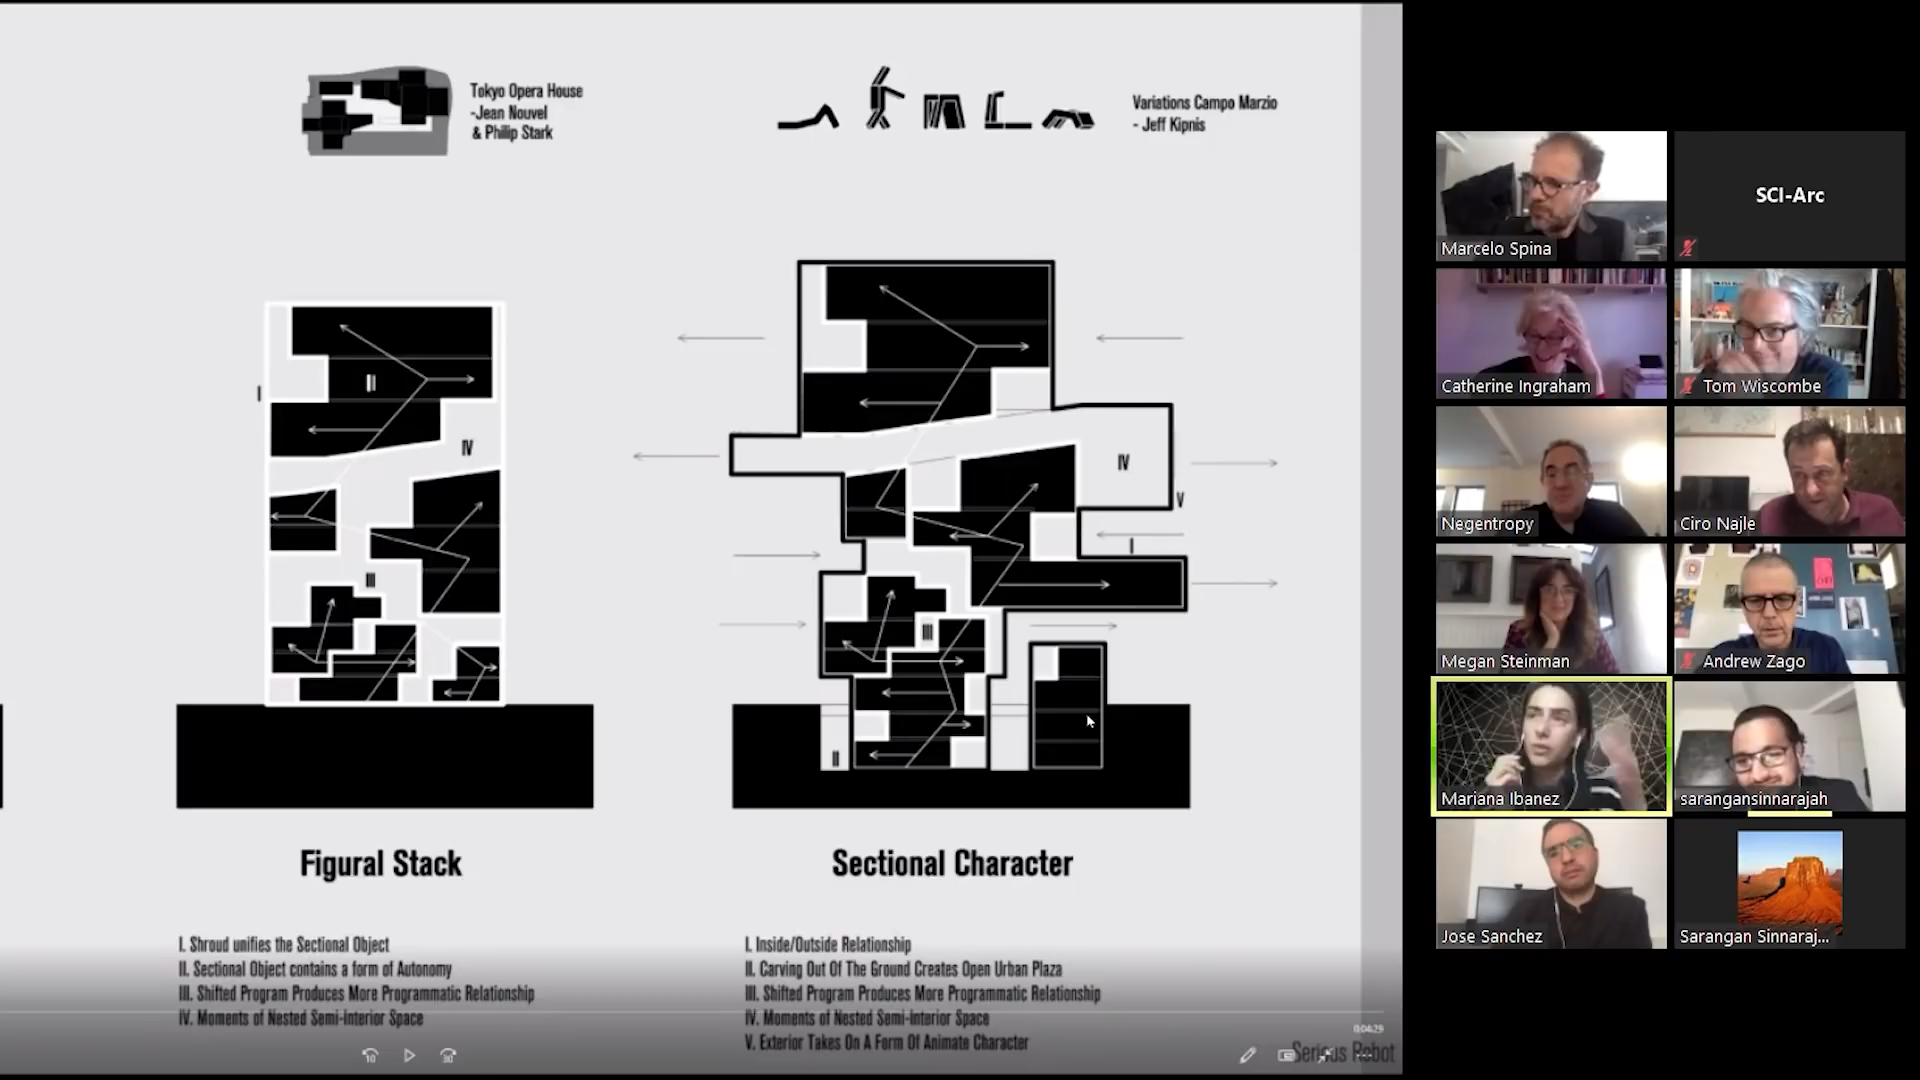 Tokyo Opera House
-Jean Nouvel
& Philip Stark
Variations Campo Marzio
- Jeff Kipnis
I
II
III
IV
I
II
III
IV
V
Figural Stack
I. Shroud unifies the Sectional Object
II. Sectional Object contains a form of Autonomy
III. Shifted Program Produces More Programmatic Relationship
IV. Moments of Nested Semi-Interior Space
Sectional Character
I. Inside/Outside Relationship
II. Carving Out Of The Ground Creates Open Urban Plaza
III. Shifted Program Produces More Programmatic Relationship
IV. Moments of Nested Semi-Interior Space
V. Exterior Takes On A Form Of Animate Character
0:04:29
10
30
Serious Robot
Marcelo Spina
SCI-Arc
Catherine Ingraham
Tom Wiscombe
Negentropy
Ciro Najle
Megan Steinman
Andrew Zago
Mariana Ibanez
sarangansinnarajah
Jose Sanchez
Sarangan Sinnaraj...